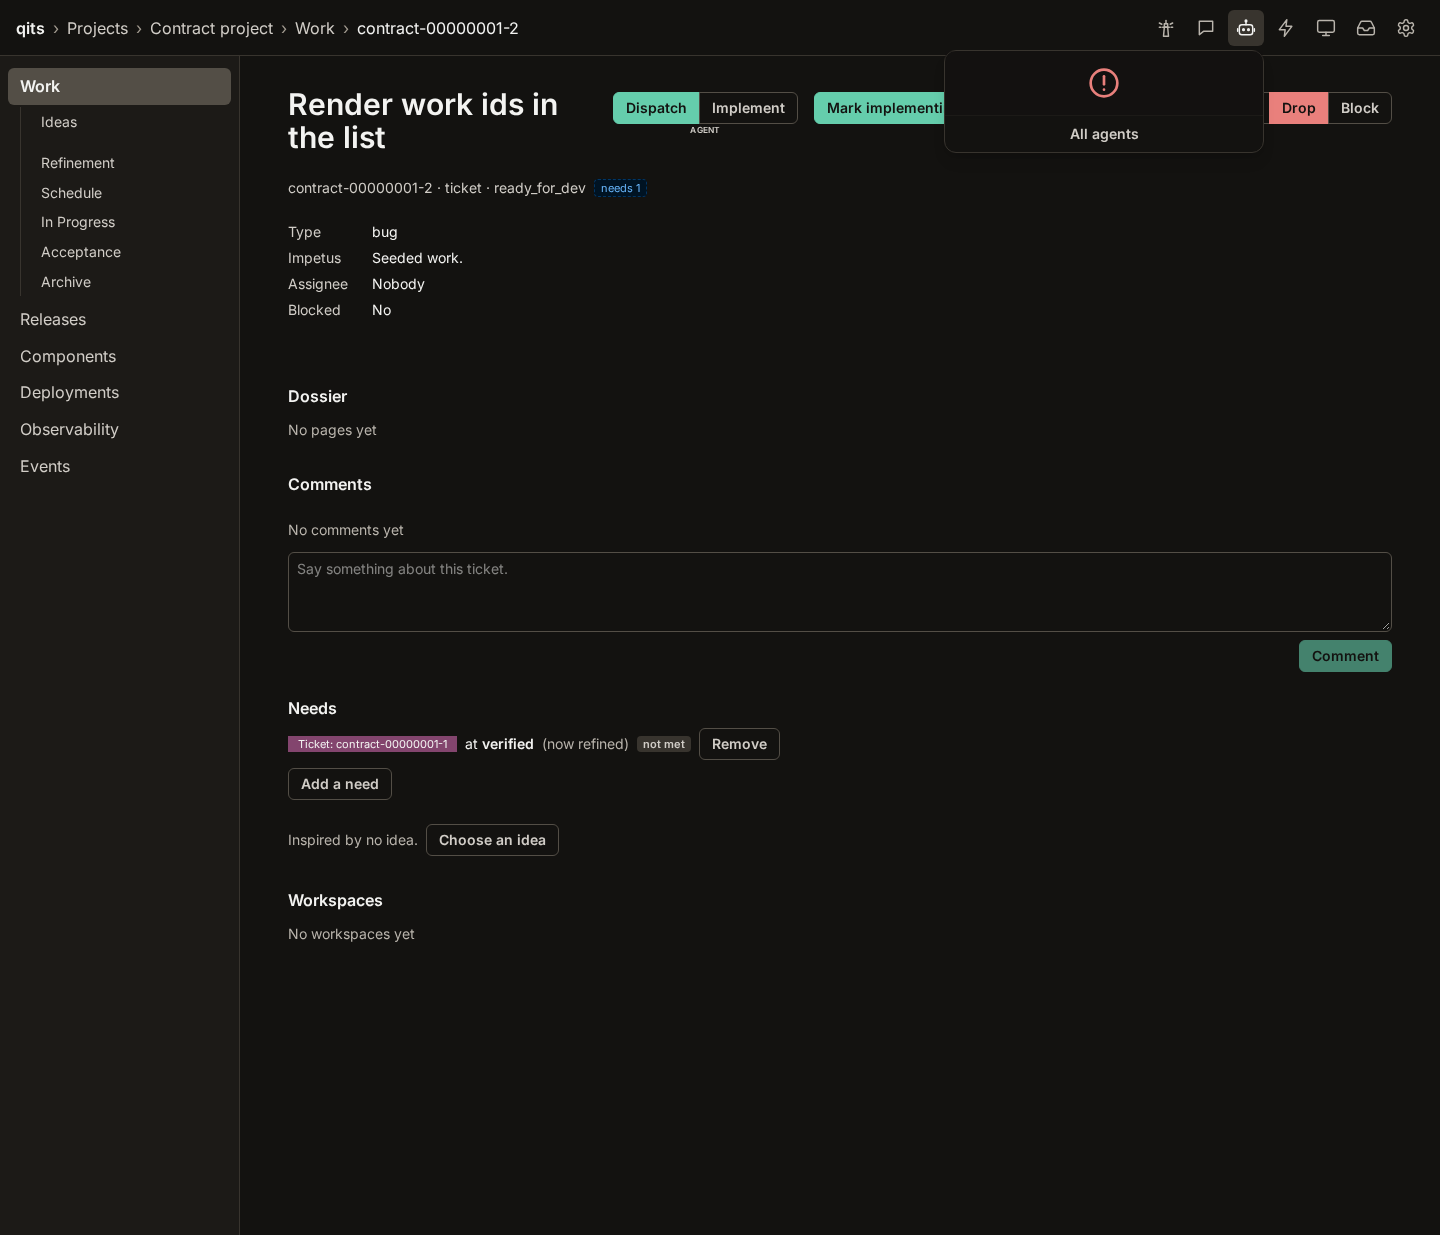 qits › Projects › Contract project › Work › contract-00000001-2
Work
Ideas
Refinement
Schedule
In Progress
Acceptance
Archive
Releases
Components
Deployments
Observability
Events
Render work ids in
the list
Dispatch
Implement
AGENT
Drop
Block
All agents
contract-00000001-2 · ticket · ready_for_dev needs 1
Type bug
Impetus Seeded work.
Assignee Nobody
Blocked No
Dossier
No pages yet
Comments
No comments yet
Say something about this ticket.
Comment
Needs
Ticket: contract-00000001-1 at verified (now refined) not met Remove
Add a need
Inspired by no idea. Choose an idea
Workspaces
No workspaces yet